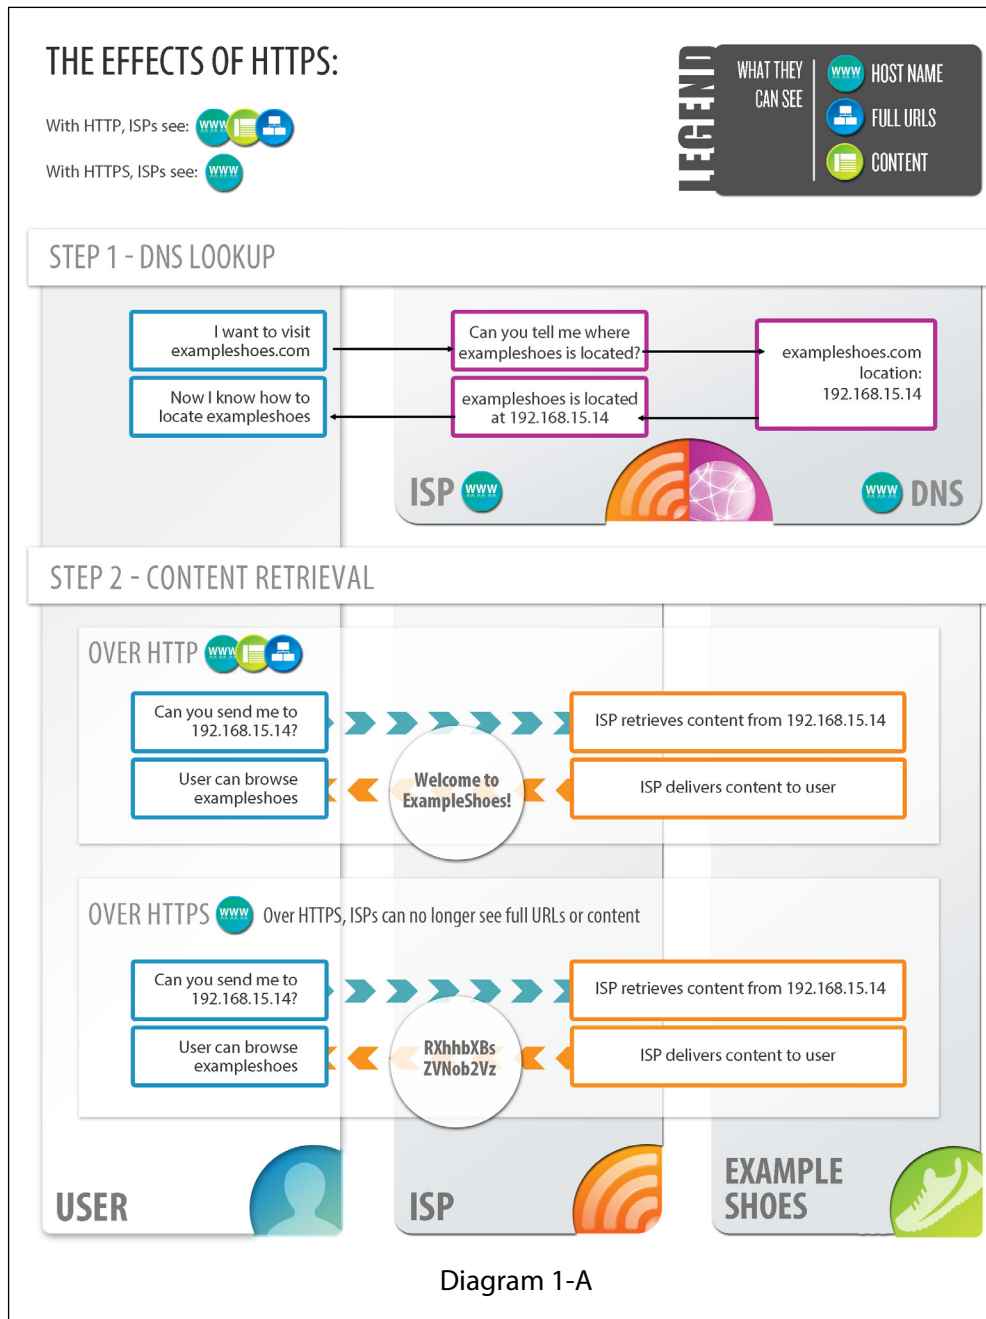 THE EFFECTS OF HTTPS:
With HTTP, ISPs see:
www
With HTTPS, ISPs see:
www
LEGEND
WHAT THEY
CAN SEE
www
HOST NAME
FULL URLS
CONTENT
STEP 1 - DNS LOOKUP
I want to visit
exampleshoes.com
Can you tell me where
exampleshoes is located?
exampleshoes.com
location:
192.168.15.14
Now I know how to
locate exampleshoes
exampleshoes is located
at 192.168.15.14
ISP
www
www
DNS
STEP 2 - CONTENT RETRIEVAL
OVER HTTP
www
Can you send me to
192.168.15.14?
ISP retrieves content from 192.168.15.14
User can browse
exampleshoes
Welcome to
ExampleShoes!
ISP delivers content to user
OVER HTTPS
www
Over HTTPS, ISPs can no longer see full URLs or content
Can you send me to
192.168.15.14?
ISP retrieves content from 192.168.15.14
User can browse
exampleshoes
RXhhbXBs
ZVNob2Vz
ISP delivers content to user
USER
ISP
EXAMPLE
SHOES
Diagram 1-A